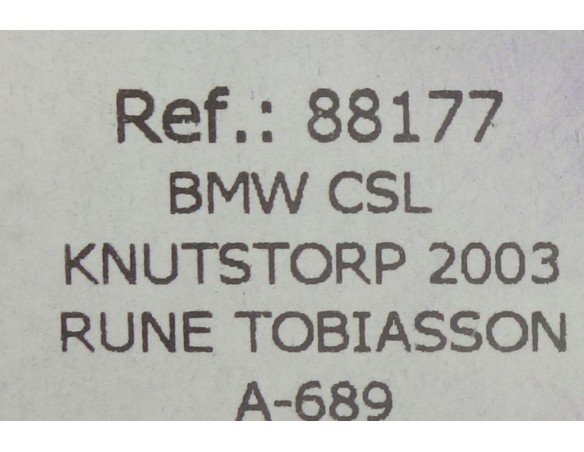 Ref.: 88177
BMW CSL
KNUTSTORP 2003
RUNE TOBIASSON
A-689